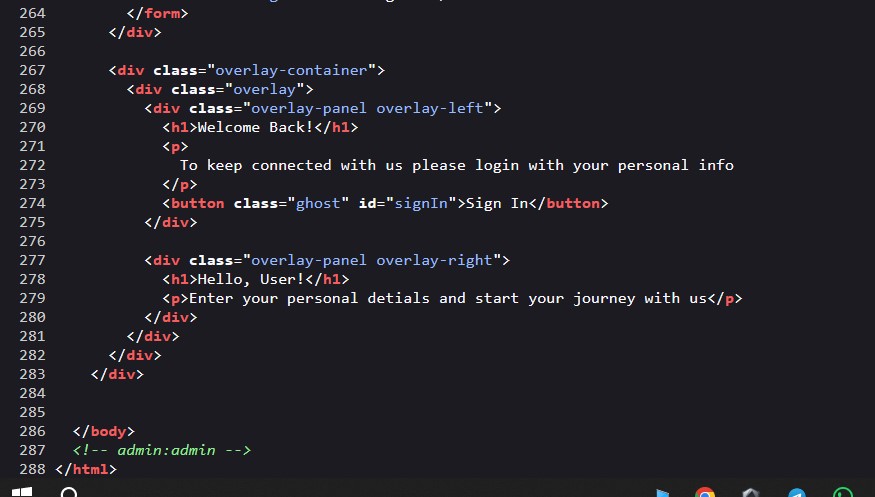 264 </form>
265 </div>
266
267 <div class="overlay-container">
268 <div class="overlay">
269 <div class="overlay-panel overlay-left">
270 <h1>Welcome Back!</h1>
271 <p>
272 To keep connected with us please login with your personal info
273 </p>
274 <button class="ghost" id="signIn">Sign In</button>
275 </div>
276
277 <div class="overlay-panel overlay-right">
278 <h1>Hello, User!</h1>
279 <p>Enter your personal detials and start your journey with us</p>
280 </div>
281 </div>
282 </div>
283 </div>
284
285
286 </body>
287 <!-- admin:admin -->
288 </html>